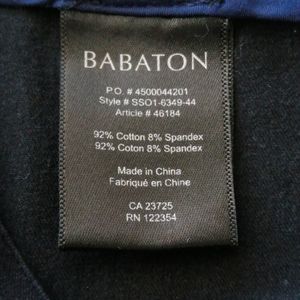 BABATON
P.O. # 4500044201
Style # SSO1-6349-44
Article # 46184
92% Cotton 8% Spandex
92% Coton 8% Spandex
Made in China
Fabriqué en Chine
CA 23725
RN 122354